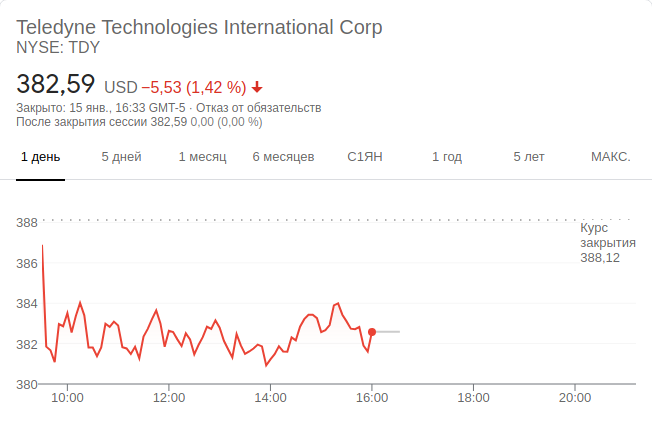 Teledyne Technologies International Corp
NYSE: TDY
382,59 USD −5,53 (1,42 %)
Закрыто: 15 янв., 16:33 GMT-5 · Отказ от обязательств
После закрытия сессии 382,59 0,00 (0,00 %)
1 день 5 дней 1 месяц 6 месяцев С1ЯН 1 год 5 лет МАКС.
388
Курс
закрытия
388,12
386
384
382
380
10:00 12:00 14:00 16:00 18:00 20:00